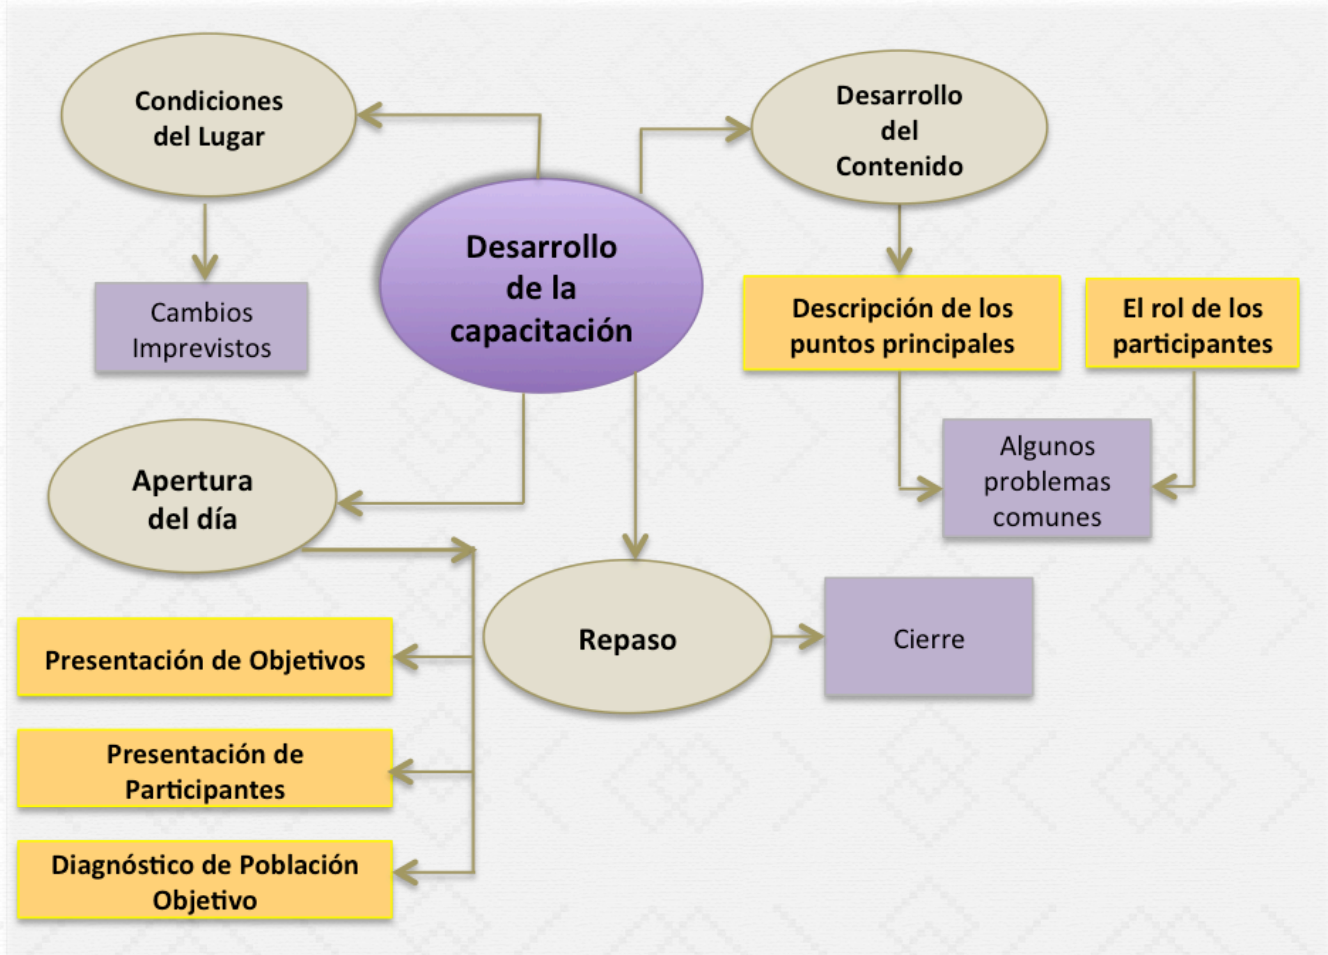 Condiciones
del Lugar
Desarrollo
del
Contenido
Desarrollo
de la
capacitación
Cambios
Imprevistos
Descripción de los
puntos principales
El rol de los
participantes
Algunos
problemas
comunes
Apertura
del día
Repaso
Cierre
Presentación de Objetivos
Presentación de
Participantes
Diagnóstico de Población
Objetivo